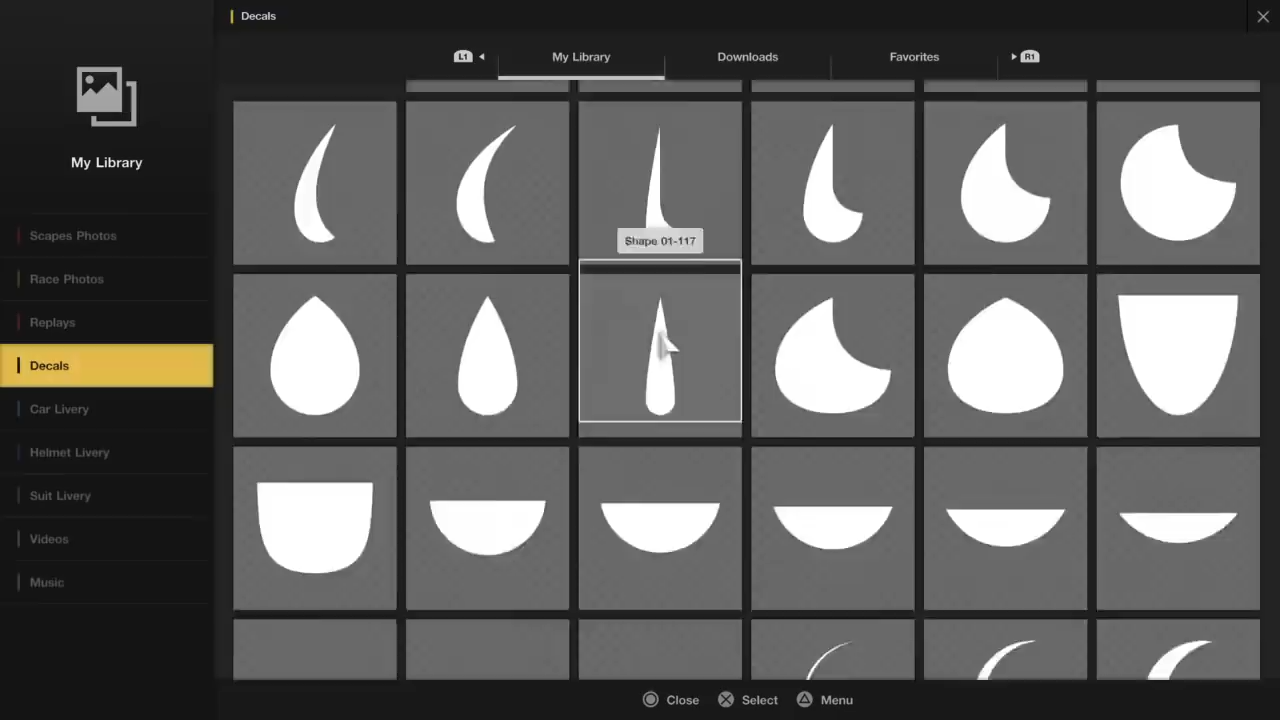 Decals
L1
My Library
Downloads
Favorites
R1
My Library
Scapes Photos
Race Photos
Replays
Decals
Car Livery
Helmet Livery
Suit Livery
Videos
Music
Shape 01-117
Close
Select
Menu